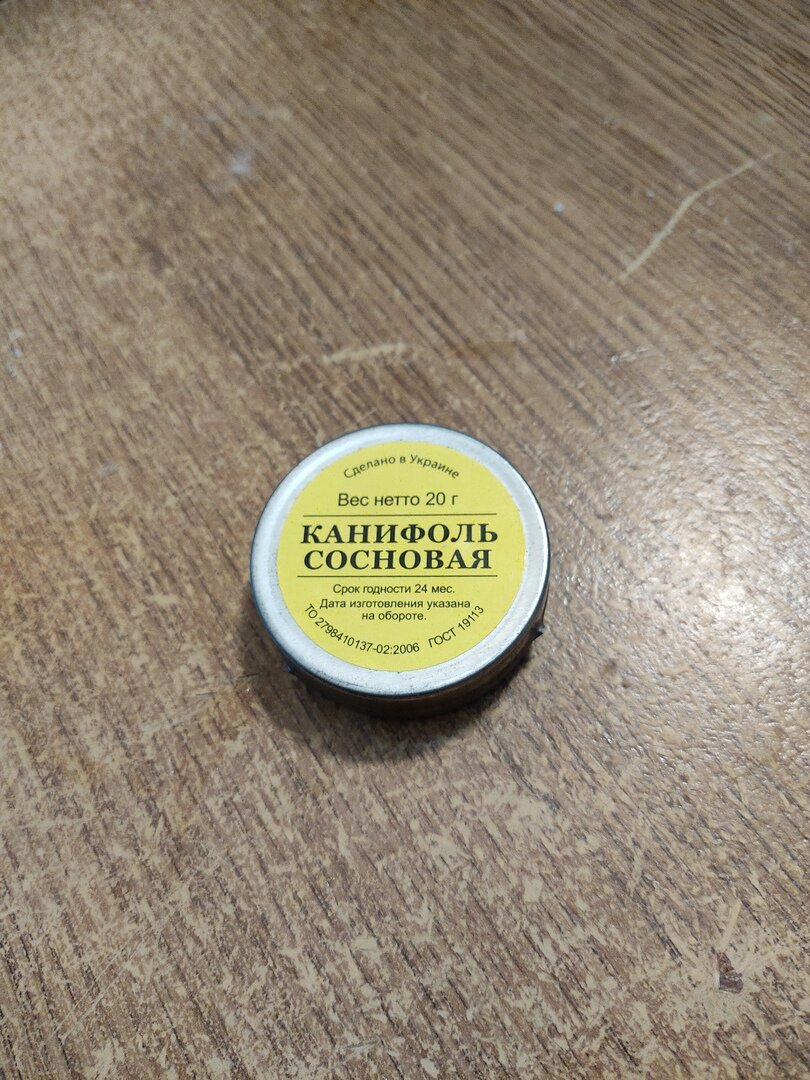 Сделано в Украине
Вес нетто 20 г
КАНИФОЛЬ
СОСНОВАЯ
Срок годности 24 мес.
Дата изготовления указана
на обороте.
ТО 2798410137-02:2006 ГОСТ 19113